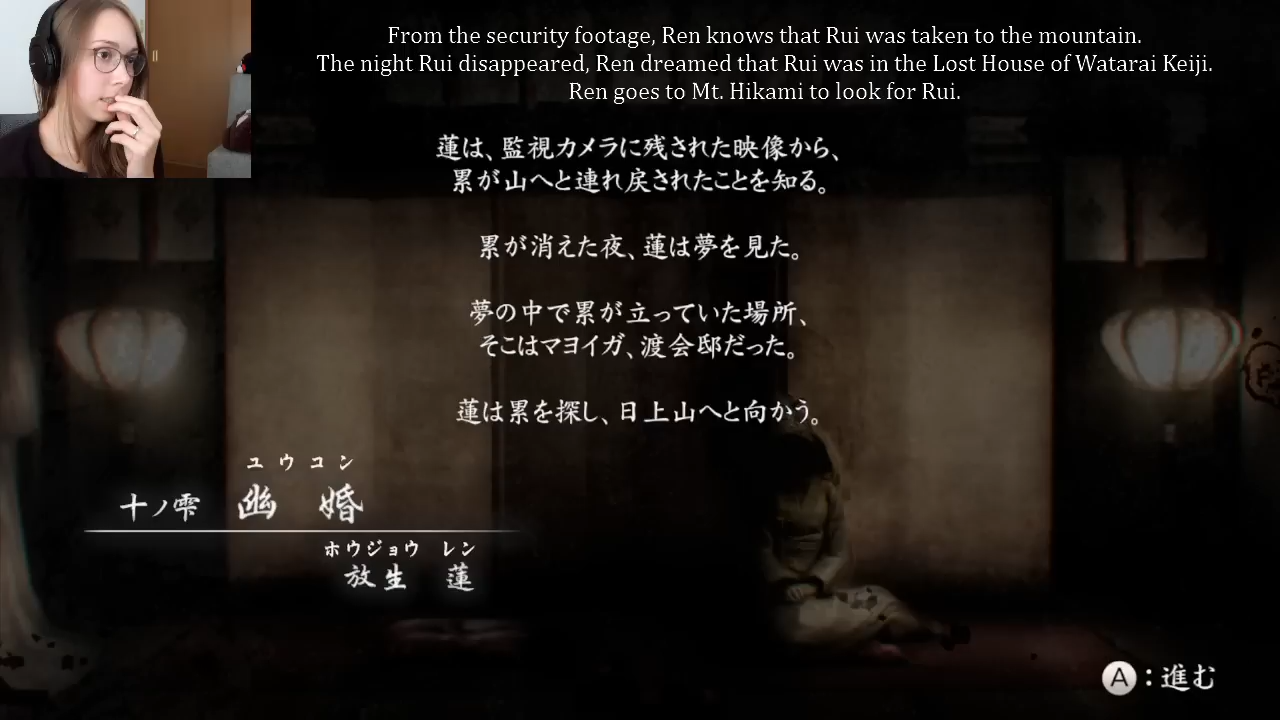 From the security footage, Ren knows that Rui was taken to the mountain.
The night Rui disappeared, Ren dreamed that Rui was in the Lost House of Watarai Keiji.
Ren goes to Mt. Hikami to look for Rui.
蓮は、監視カメラに残された映像から、
累が山へと連れ戻されたことを知る。
累が消えた夜、蓮は夢を見た。
夢の中で累が立っていた場所、
そこはマヨイガ、渡会邸だった。
蓮は累を探し、日上山へと向かう。
ユウコン
十ノ雫 幽婚
ホウジョウ レン
放生 蓮
A:進む